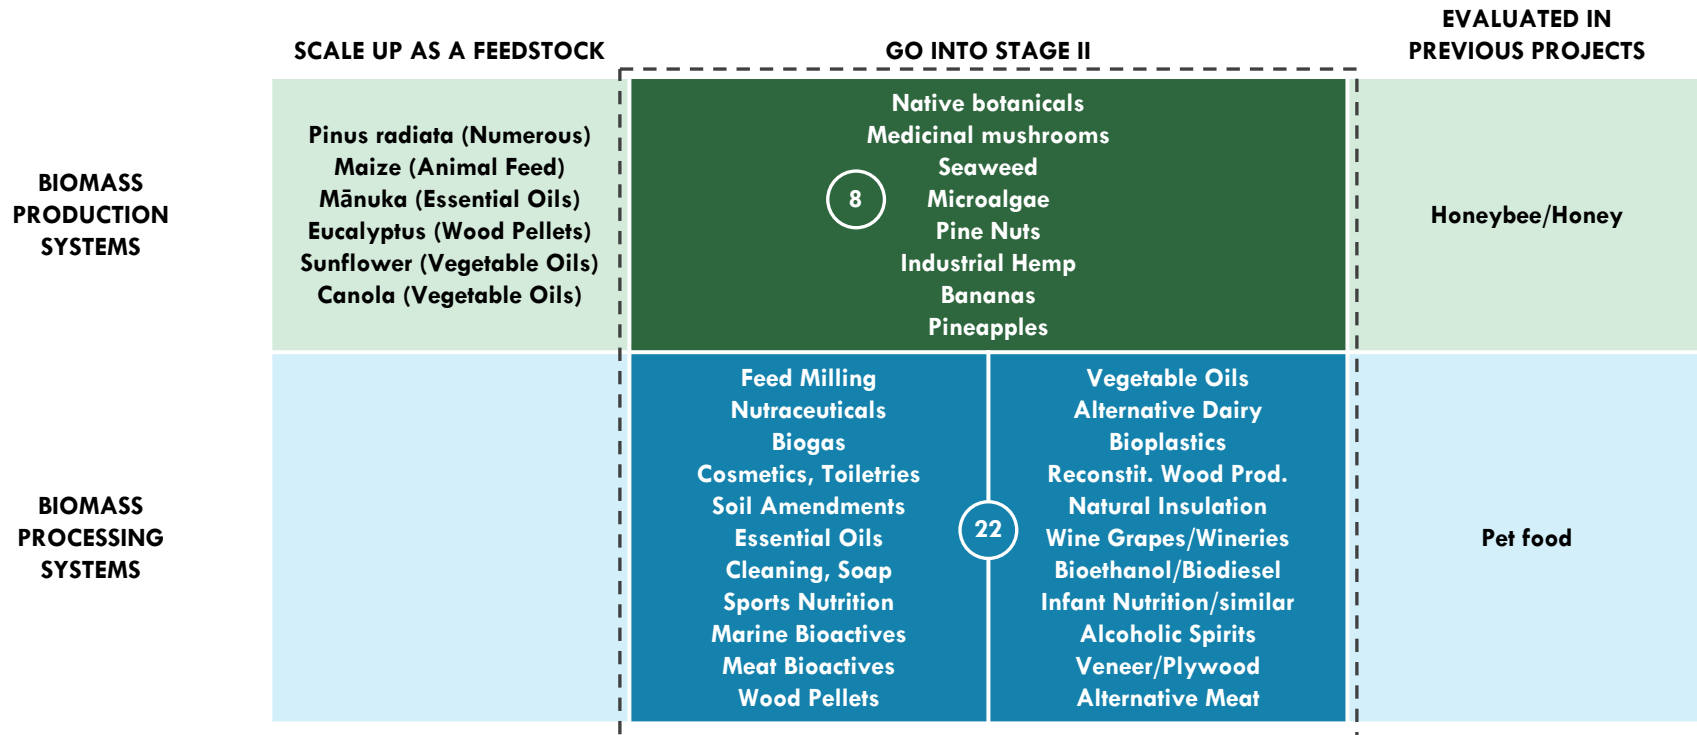 SCALE UP AS A FEEDSTOCK
GO INTO STAGE II
EVALUATED IN
PREVIOUS PROJECTS
BIOMASS
PRODUCTION
SYSTEMS
Pinus radiata (Numerous)
Maize (Animal Feed)
Mānuka (Essential Oils)
Eucalyptus (Wood Pellets)
Sunflower (Vegetable Oils)
Canola (Vegetable Oils)
8
Native botanicals
Medicinal mushrooms
Seaweed
Microalgae
Pine Nuts
Industrial Hemp
Bananas
Pineapples
Honeybee/Honey
BIOMASS
PROCESSING
SYSTEMS
Feed Milling
Nutraceuticals
Biogas
Cosmetics, Toiletries
Soil Amendments
Essential Oils
Cleaning, Soap
Sports Nutrition
Marine Bioactives
Meat Bioactives
Wood Pellets
22
Vegetable Oils
Alternative Dairy
Bioplastics
Reconstit. Wood Prod.
Natural Insulation
Wine Grapes/Wineries
Bioethanol/Biodiesel
Infant Nutrition/similar
Alcoholic Spirits
Veneer/Plywood
Alternative Meat
Pet food